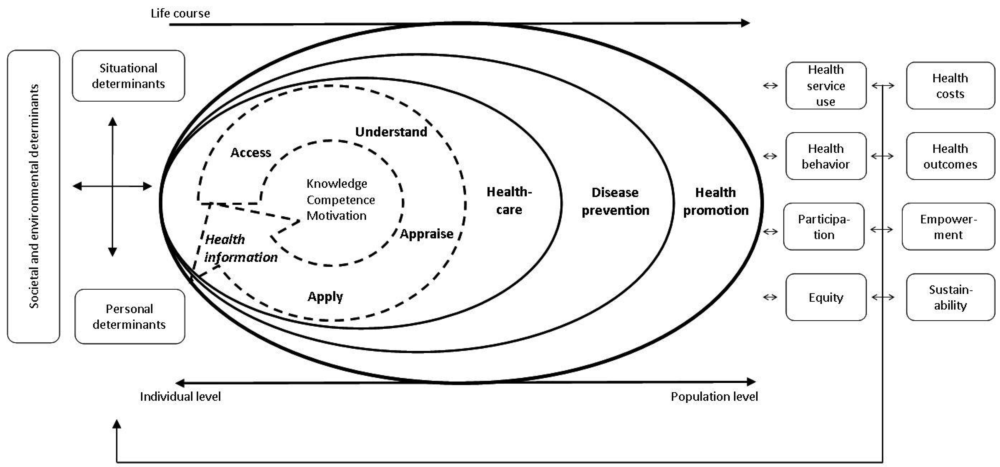 Life course
Societal and environmental determinants
Situational
determinants
Personal
determinants
Understand
Access
Knowledge
Competence
Motivation
Health
information
Appraise
Apply
Health-
care
Disease
prevention
Health
promotion
Health
service
use
Health
costs
Health
behavior
Health
outcomes
Participa-
tion
Empower-
ment
Equity
Sustain-
ability
Individual level
Population level